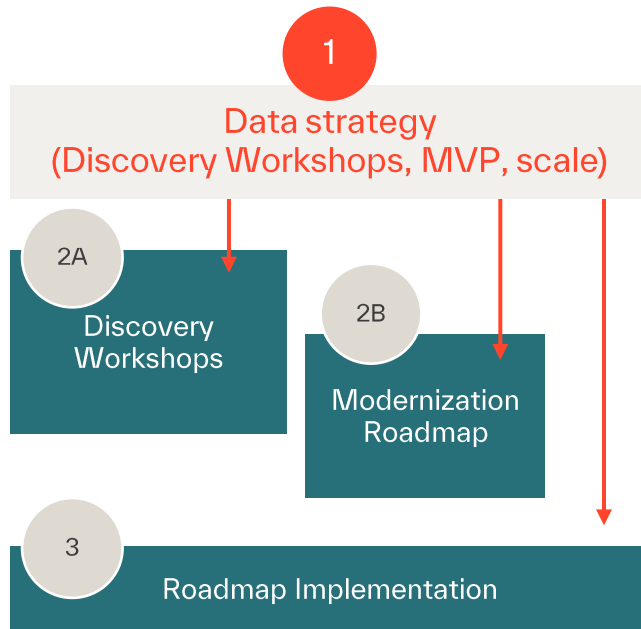 1
Data strategy
(Discovery Workshops, MVP, scale)
2A
Discovery
Workshops
2B
Modernization
Roadmap
3
Roadmap Implementation